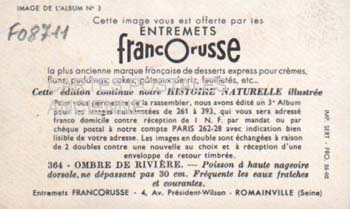 IMAGE DE L'ALBUM N° 3
F08711
Cette image vous est offerte par les
ENTREMETS
francorusse
la plus ancienne marque française de desserts express pour crèmes,
flans, puddings, cakes, gâteaux de riz, feuilletés, etc...
Cette édition continue notre HISTOIRE NATURELLE illustrée
Pour vous permettre de la rassembler, nous avons édité un 3e Album
pour images numérotées de 261 à 393, qui vous sera adressé
franco domicile contre réception de 1 N. F par mandat ou
chèque postal à notre compte PARIS 262-28 avec indication bien
lisible de votre adresse. Les images en doubles sont échangées à raison
de 2 doubles contre une nouvelle au choix et à réception d'une
enveloppe de retour timbrée.
364 - OMBRE DE RIVIÈRE. — Poisson à haute nageoire
dorsale, ne dépassant pas 30 cm. Fréquente les eaux fraîches
et courantes.
Entremets FRANCORUSSE - 4, Av. Président-Wilson - ROMAINVILLE (Seine)
IMP. SERT - PRO.